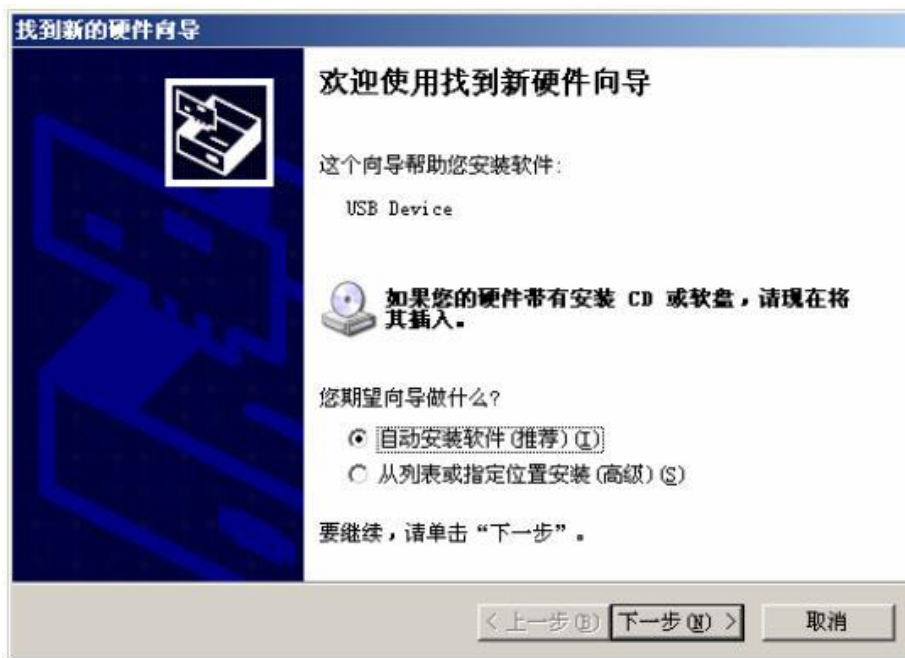 找到新的硬件向导
欢迎使用找到新硬件向导
这个向导帮助您安装软件:
USB Device
如果您的硬件带有安装 CD 或软盘，请现在将
其插入。
您期望向导做什么?
自动安装软件(推荐)(I)
从列表或指定位置安装(高级)(S)
要继续，请单击“下一步”。
< 上一步(B)
下一步(N) >
取消